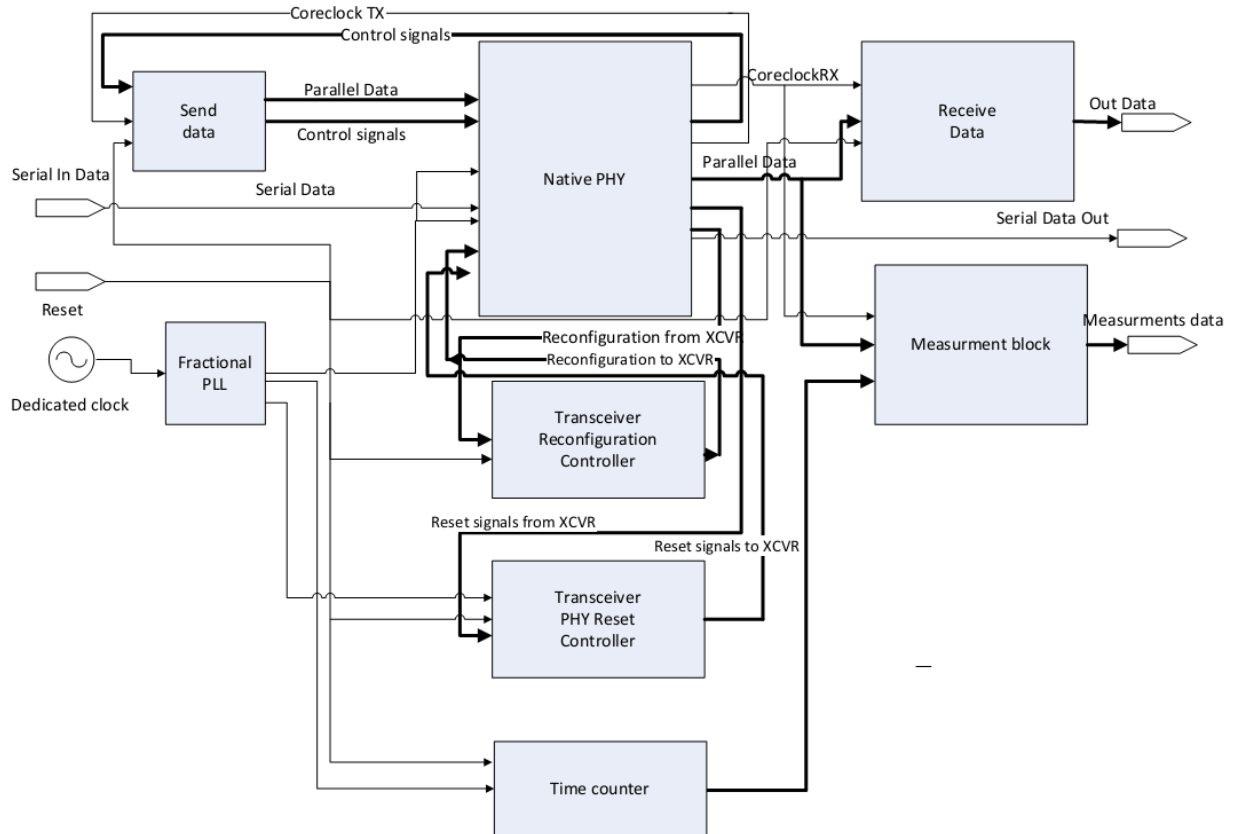 Coreclock TX
Control signals
Send
data
Parallel Data
Control signals
Native PHY
CoreclockRX
Receive
Data
Out Data
Parallel Data
Serial In Data
Serial Data
Serial Data Out
Reset
Dedicated clock
Fractional
PLL
Reconfiguration from XCVR
Reconfiguration to XCVR
Measurment block
Measurments data
Transceiver
Reconfiguration
Controller
Reset signals from XCVR
Reset signals to XCVR
Transceiver
PHY Reset
Controller
Time counter